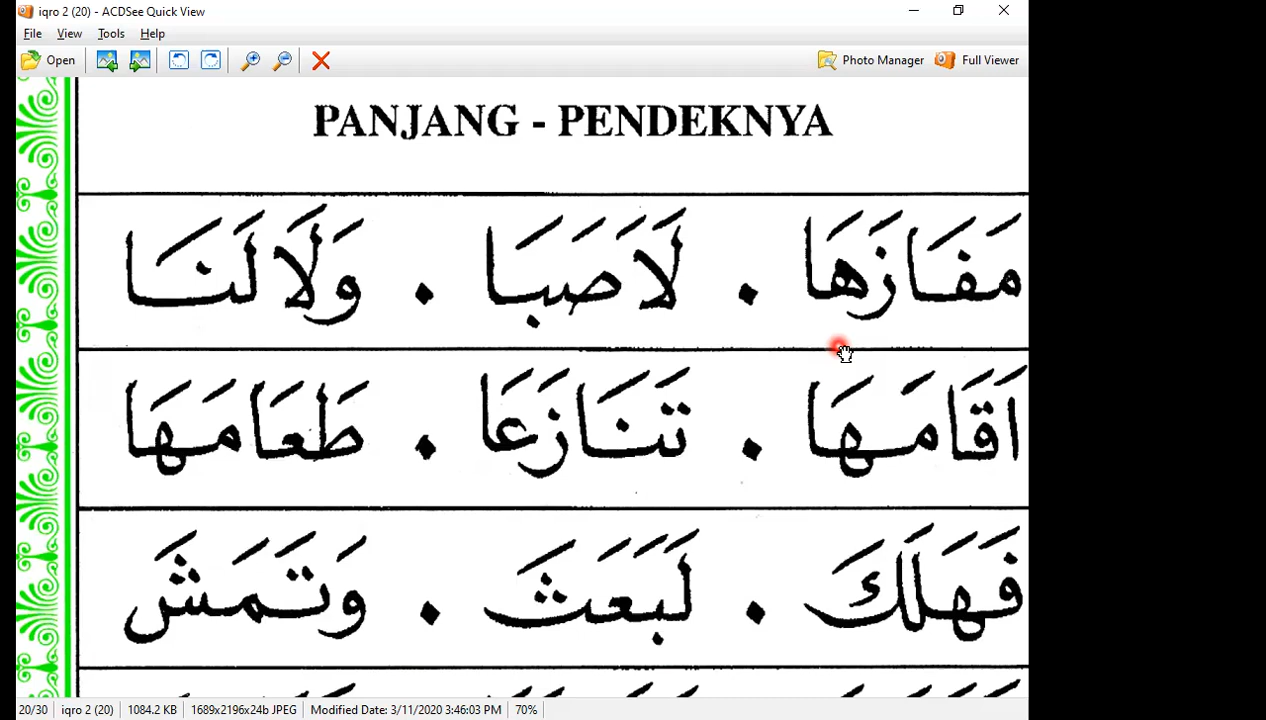 iqro 2 (20) - ACDSee Quick View
File View Tools Help
Open Photo Manager Full Viewer
PANJANG - PENDEKNYA
مَفَازَهَا . لَاصَبَا . وَلَا لَنَا
اَقَامَهَا . تَنَازَعَا . طَعَامَهَا
فَهَلَكَ . لَبَعَثَ . وَتَمَشَ
20/30 iqro 2 (20) 1084.2 KB 1689x2196x24b JPEG Modified Date: 3/11/2020 3:46:03 PM 70%